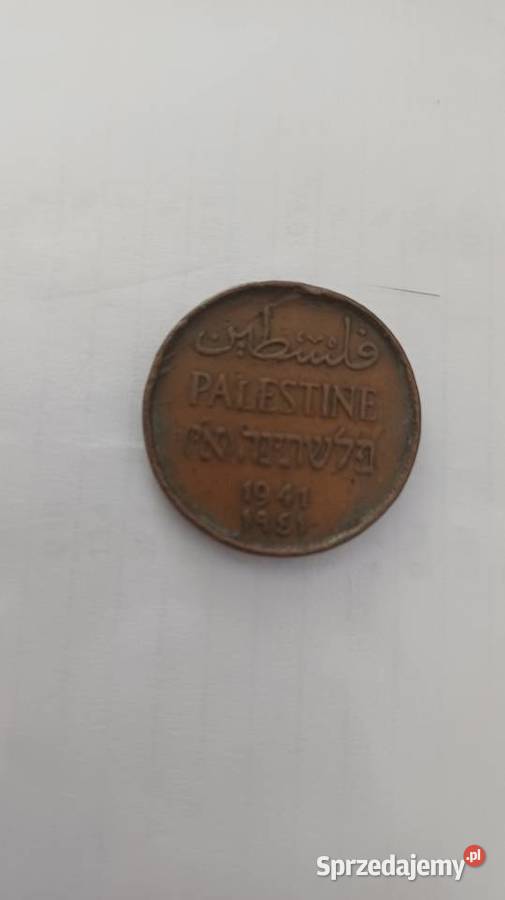 فلسطين
PALESTINE
פלשתינה (א״י)
1941
١٩٤١
Sprzedajemy.pl